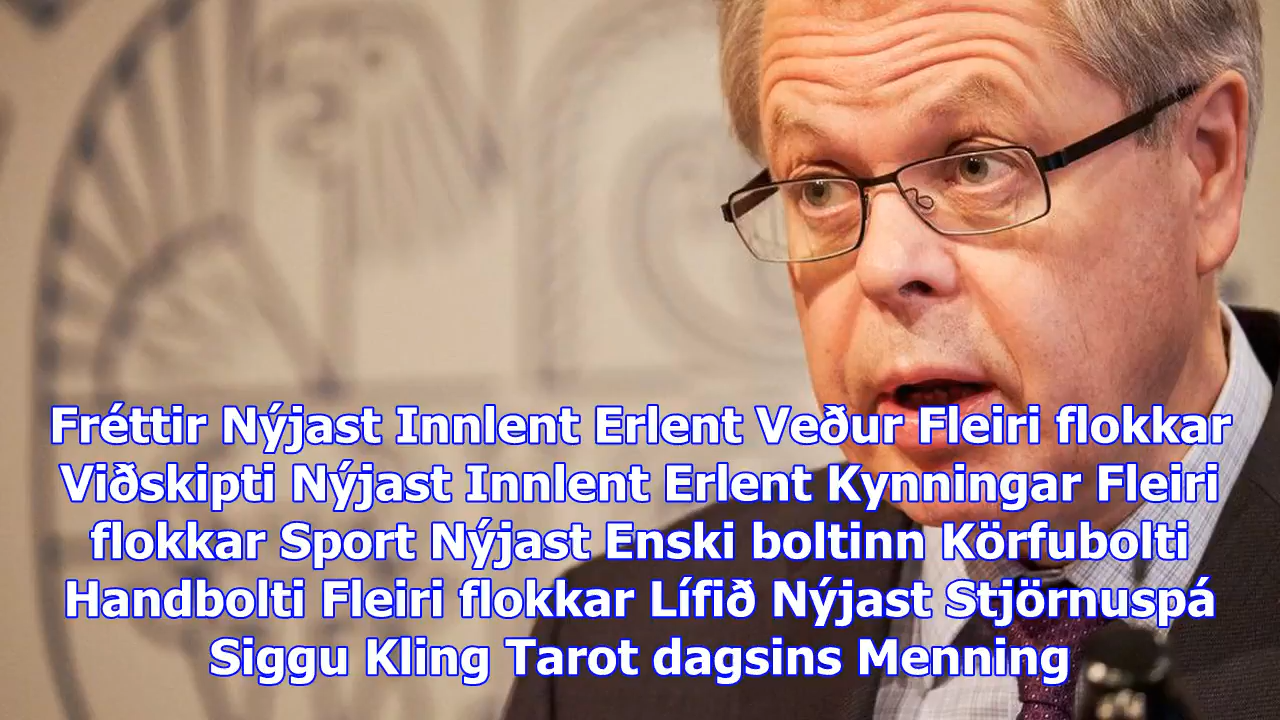 Fréttir Nýjast Innlent Erlent Veður Fleiri flokkar
Viðskipti Nýjast Innlent Erlent Kynningar Fleiri
flokkar Sport Nýjast Enski boltinn Körfubolti
Handbolti Fleiri flokkar Lífið Nýjast Stjörnuspá
Siggu Kling Tarot dagsins Menning